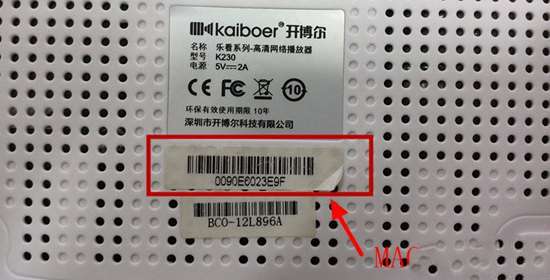 kaiboer 开博尔
名称 乐看系列-高清网络播放器
型号 K230
电源 5V⎓2A
CE FC 10
环保有效使用期限 10年
深圳市开博尔科技有限公司
0090E6023E9F
BCO-12L896A
MAC